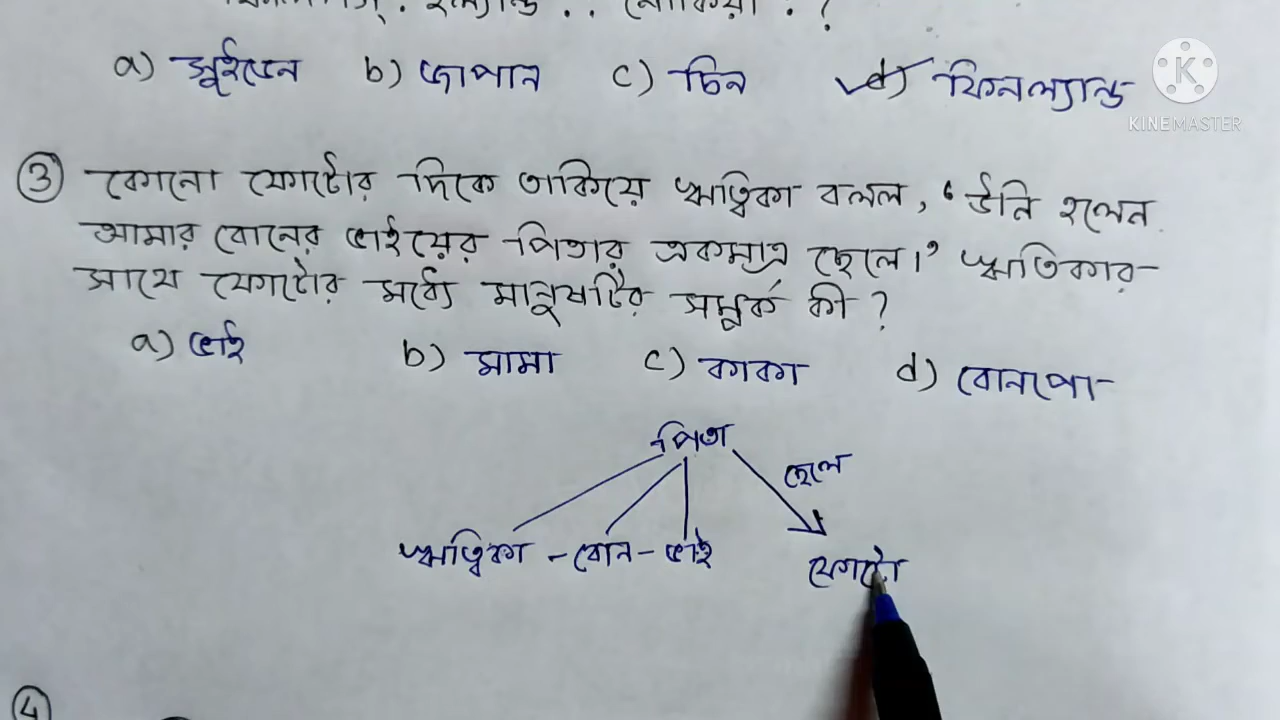 a) সুইডেন b) জাপান c) চিন d) ফিনল্যান্ড
K
KINEMASTER
③ কোনো ফোটোর দিকে তাকিয়ে ঋত্বিকা বলল, ‘উনি হলেন
আমার বোনের ভাইয়ের পিতার একমাত্র ছেলে।’ ঋতিকার
সাথে ফোটোর মধ্যে মানুষটির সম্পর্ক কী ?
a) ভাই b) মামা c) কাকা d) বোনপো
পিতা
ছেলে
ঋত্বিকা - বোন - ভাই
ফোটো
④